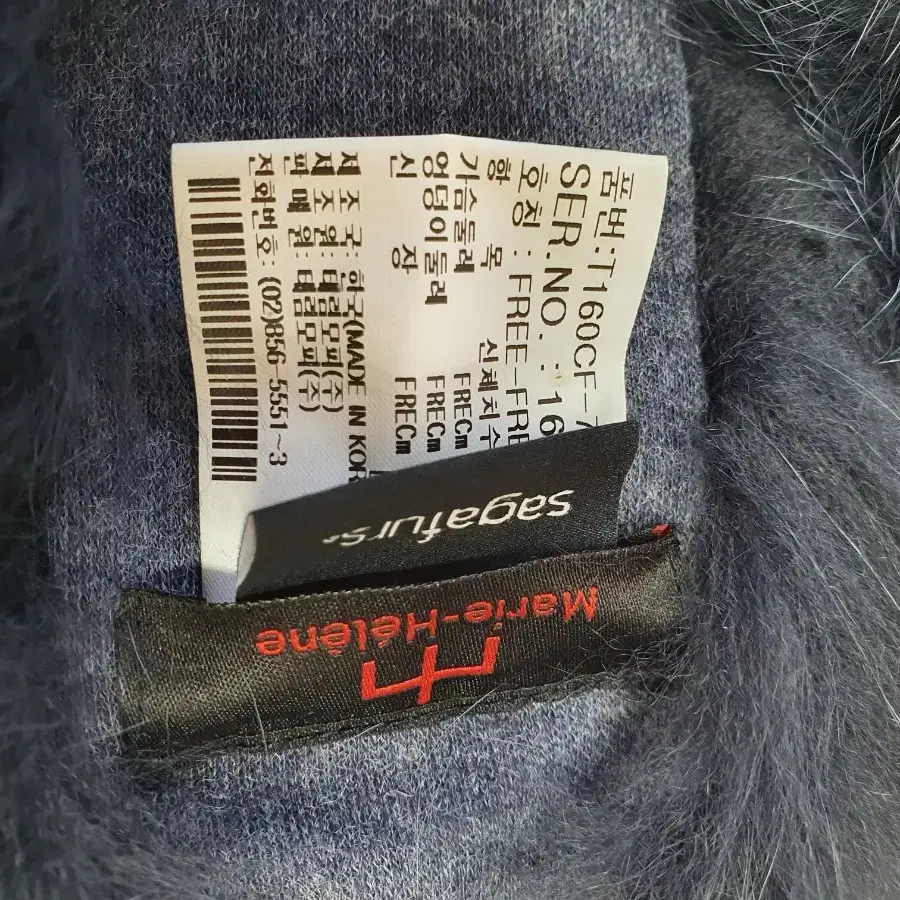 품번:T160CF-7
SER.NO. : 16
호칭 : FREE-FRE
항 목 신체치수
가슴둘레 FRECm
엉덩이둘레 FRECm
신 장 FRECm
제 조 국: 한국(MADE IN KOR
제 조 원: 태림모피(주)
판 매 원: 태림모피(주)
전화번호: (02)856-5551~3
sagafurs
Marie-Hélène